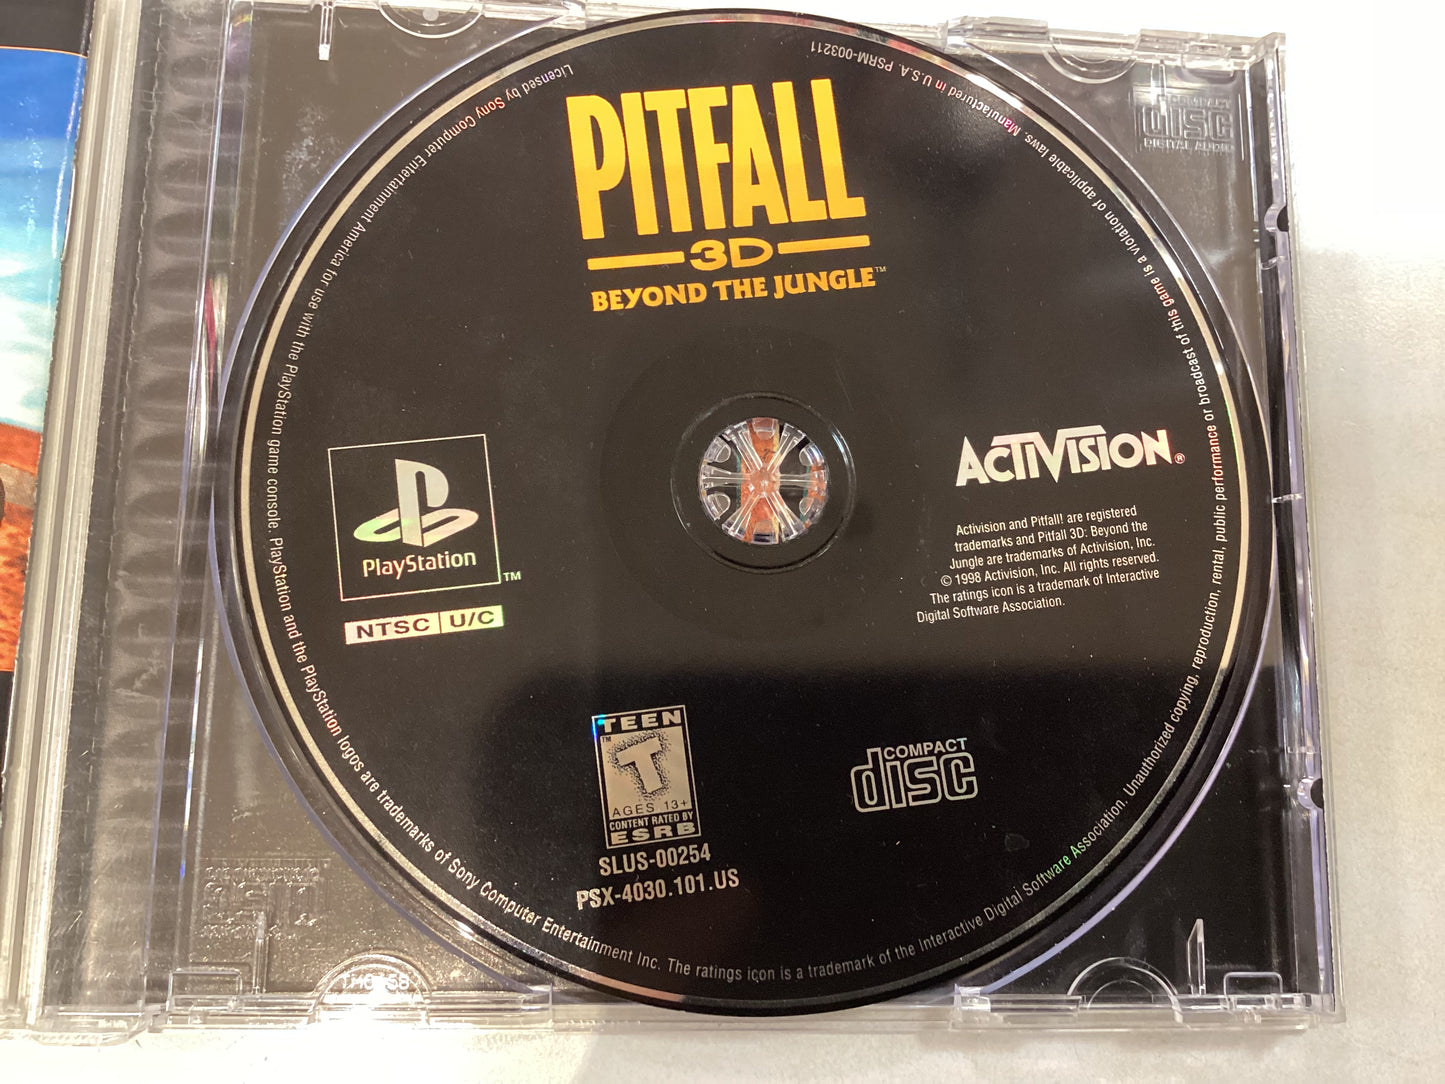 PITFALL
3D
BEYOND THE JUNGLE™
PlayStation
™
NTSC U/C
ACTIVISION®
Activision and Pitfall! are registered
trademarks and Pitfall 3D: Beyond the
Jungle are trademarks of Activision, Inc.
© 1998 Activision, Inc. All rights reserved.
The ratings icon is a trademark of Interactive
Digital Software Association.
TEEN
™
T
AGES 13+
CONTENT RATED BY
ESRB
SLUS-00254
PSX-4030.101.US
COMPACT
disc
Licensed by Sony Computer Entertainment America for use with the PlayStation game console. PlayStation and the PlayStation logos are trademarks of Sony Computer Entertainment Inc. The ratings icon is a trademark of the Interactive Digital Software Association. Unauthorized copying, reproduction, rental, public performance or broadcast of this game is a violation of applicable laws. Manufactured in U.S.A. PSRM-003211
COMPACT
disc
DIGITAL AUDIO